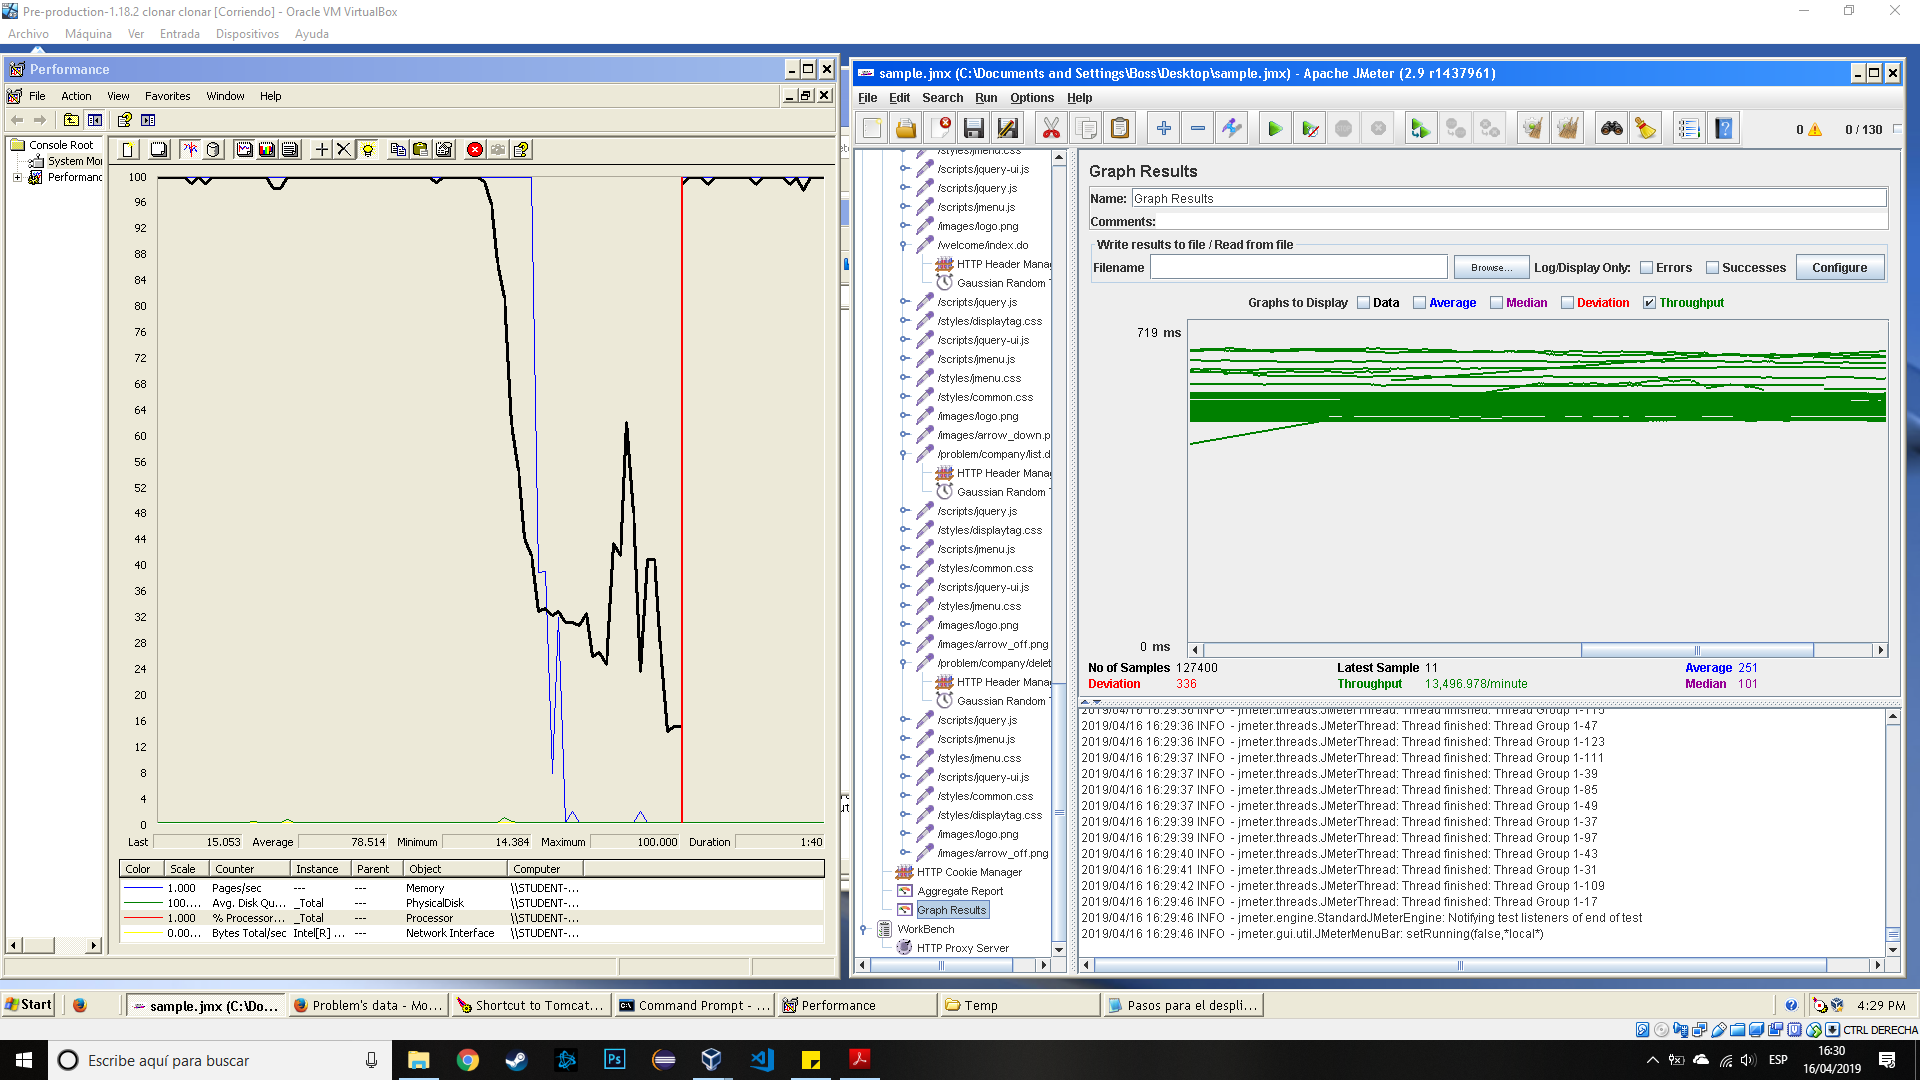 Pre-production-1.18.2 clonar clonar [Corriendo] - Oracle VM VirtualBox
Archivo Máquina Ver Entrada Dispositivos Ayuda
Performance
File Action View Favorites Window Help
Console Root
System Mo
Performanc
100
96
92
88
84
80
76
72
68
64
60
56
52
48
44
40
36
32
28
24
20
16
12
8
4
0
Last 15.053 Average 78.514 Minimum 14.384 Maximum 100.000 Duration 1:40
Color Scale Counter Instance Parent Object Computer
1.000 Pages/sec --- --- Memory \\STUDENT-...
100.... Avg. Disk Qu... _Total --- PhysicalDisk \\STUDENT-...
1.000 % Processor... _Total --- Processor \\STUDENT-...
0.00... Bytes Total/sec Intel[R] ... --- Network Interface \\STUDENT-...
sample.jmx (C:\Documents and Settings\Boss\Desktop\sample.jmx) - Apache JMeter (2.9 r1437961)
File Edit Search Run Options Help
0 0 / 130
/styles/jmenu.css
/scripts/jquery-ui.js
/scripts/jquery.js
/scripts/jmenu.js
/images/logo.png
/welcome/index.do
HTTP Header Mana
Gaussian Random T
/scripts/jquery.js
/styles/displaytag.css
/scripts/jquery-ui.js
/scripts/jmenu.js
/styles/jmenu.css
/styles/common.css
/images/logo.png
/images/arrow_down.p
/problem/company/list.d
HTTP Header Mana
Gaussian Random T
/scripts/jquery.js
/styles/displaytag.css
/scripts/jmenu.js
/styles/common.css
/scripts/jquery-ui.js
/styles/jmenu.css
/images/logo.png
/images/arrow_off.png
/problem/company/delet
HTTP Header Mana
Gaussian Random T
/scripts/jquery.js
/scripts/jmenu.js
/styles/jmenu.css
/scripts/jquery-ui.js
/styles/common.css
/styles/displaytag.css
/images/logo.png
/images/arrow_off.png
HTTP Cookie Manager
Aggregate Report
Graph Results
WorkBench
HTTP Proxy Server
Graph Results
Name: Graph Results
Comments:
Write results to file / Read from file
Filename Browse... Log/Display Only: Errors Successes Configure
Graphs to Display Data Average Median Deviation Throughput
719 ms
0 ms
No of Samples 127400 Latest Sample 11 Average 251
Deviation 336 Throughput 13,496.978/minute Median 101
2019/04/16 16:29:36 INFO - jmeter.threads.JMeterThread: Thread finished: Thread Group 1-115
2019/04/16 16:29:36 INFO - jmeter.threads.JMeterThread: Thread finished: Thread Group 1-47
2019/04/16 16:29:36 INFO - jmeter.threads.JMeterThread: Thread finished: Thread Group 1-123
2019/04/16 16:29:37 INFO - jmeter.threads.JMeterThread: Thread finished: Thread Group 1-111
2019/04/16 16:29:37 INFO - jmeter.threads.JMeterThread: Thread finished: Thread Group 1-39
2019/04/16 16:29:37 INFO - jmeter.threads.JMeterThread: Thread finished: Thread Group 1-85
2019/04/16 16:29:37 INFO - jmeter.threads.JMeterThread: Thread finished: Thread Group 1-49
2019/04/16 16:29:39 INFO - jmeter.threads.JMeterThread: Thread finished: Thread Group 1-37
2019/04/16 16:29:39 INFO - jmeter.threads.JMeterThread: Thread finished: Thread Group 1-97
2019/04/16 16:29:40 INFO - jmeter.threads.JMeterThread: Thread finished: Thread Group 1-43
2019/04/16 16:29:41 INFO - jmeter.threads.JMeterThread: Thread finished: Thread Group 1-31
2019/04/16 16:29:42 INFO - jmeter.threads.JMeterThread: Thread finished: Thread Group 1-109
2019/04/16 16:29:46 INFO - jmeter.threads.JMeterThread: Thread finished: Thread Group 1-17
2019/04/16 16:29:46 INFO - jmeter.engine.StandardJMeterEngine: Notifying test listeners of end of test
2019/04/16 16:29:46 INFO - jmeter.gui.util.JMeterMenuBar: setRunning(false,*local*)
Start sample.jmx (C:\Do... Problem's data - Mo... Shortcut to Tomcat... Command Prompt - ... Performance Temp Pasos para el despli... 4:29 PM
CTRL DERECHA
Escribe aquí para buscar ESP 16:30
16/04/2019